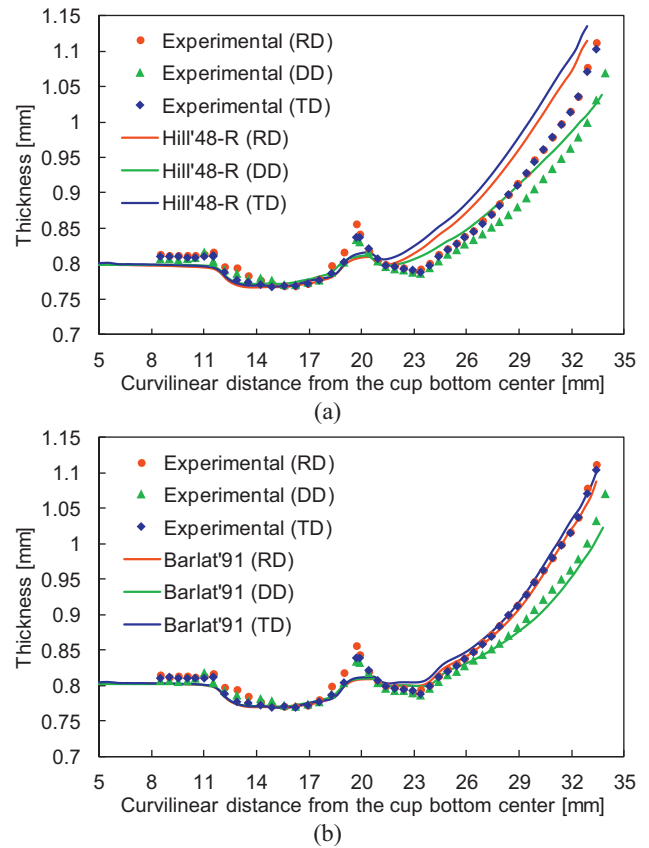 1.15
1.1
1.05
1
0.95
0.9
0.85
0.8
0.75
0.7
Thickness [mm]
Experimental (RD)
Experimental (DD)
Experimental (TD)
Hill'48-R (RD)
Hill'48-R (DD)
Hill'48-R (TD)
5 8 11 14 17 20 23 26 29 32 35
Curvilinear distance from the cup bottom center [mm]
(a)
1.15
1.1
1.05
1
0.95
0.9
0.85
0.8
0.75
0.7
Thickness [mm]
Experimental (RD)
Experimental (DD)
Experimental (TD)
Barlat'91 (RD)
Barlat'91 (DD)
Barlat'91 (TD)
5 8 11 14 17 20 23 26 29 32 35
Curvilinear distance from the cup bottom center [mm]
(b)